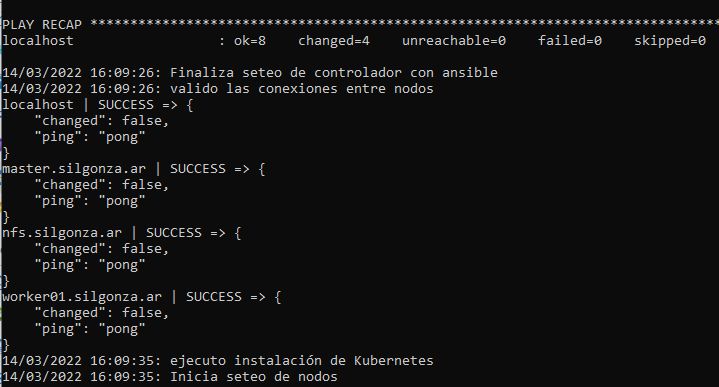 PLAY RECAP *******************************************************************************
localhost                  : ok=8    changed=4    unreachable=0    failed=0    skipped=0
14/03/2022 16:09:26: Finaliza seteo de controlador con ansible
14/03/2022 16:09:26: valido las conexiones entre nodos
localhost | SUCCESS => {
    "changed": false,
    "ping": "pong"
}
master.silgonza.ar | SUCCESS => {
    "changed": false,
    "ping": "pong"
}
nfs.silgonza.ar | SUCCESS => {
    "changed": false,
    "ping": "pong"
}
worker01.silgonza.ar | SUCCESS => {
    "changed": false,
    "ping": "pong"
}
14/03/2022 16:09:35: ejecuto instalación de Kubernetes
14/03/2022 16:09:35: Inicia seteo de nodos